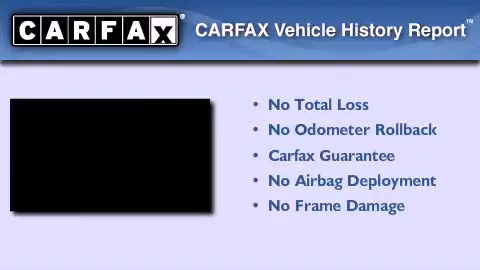 CARFAX® CARFAX Vehicle History Report™
• No Total Loss
• No Odometer Rollback
• Carfax Guarantee
• No Airbag Deployment
• No Frame Damage